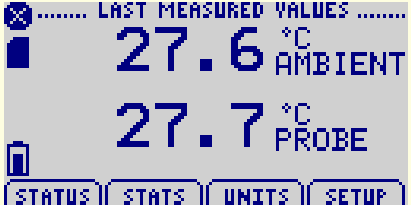 LAST MEASURED VALUES
27.6 °C AMBIENT
27.7 °C PROBE
STATUS STATS UNITS SETUP